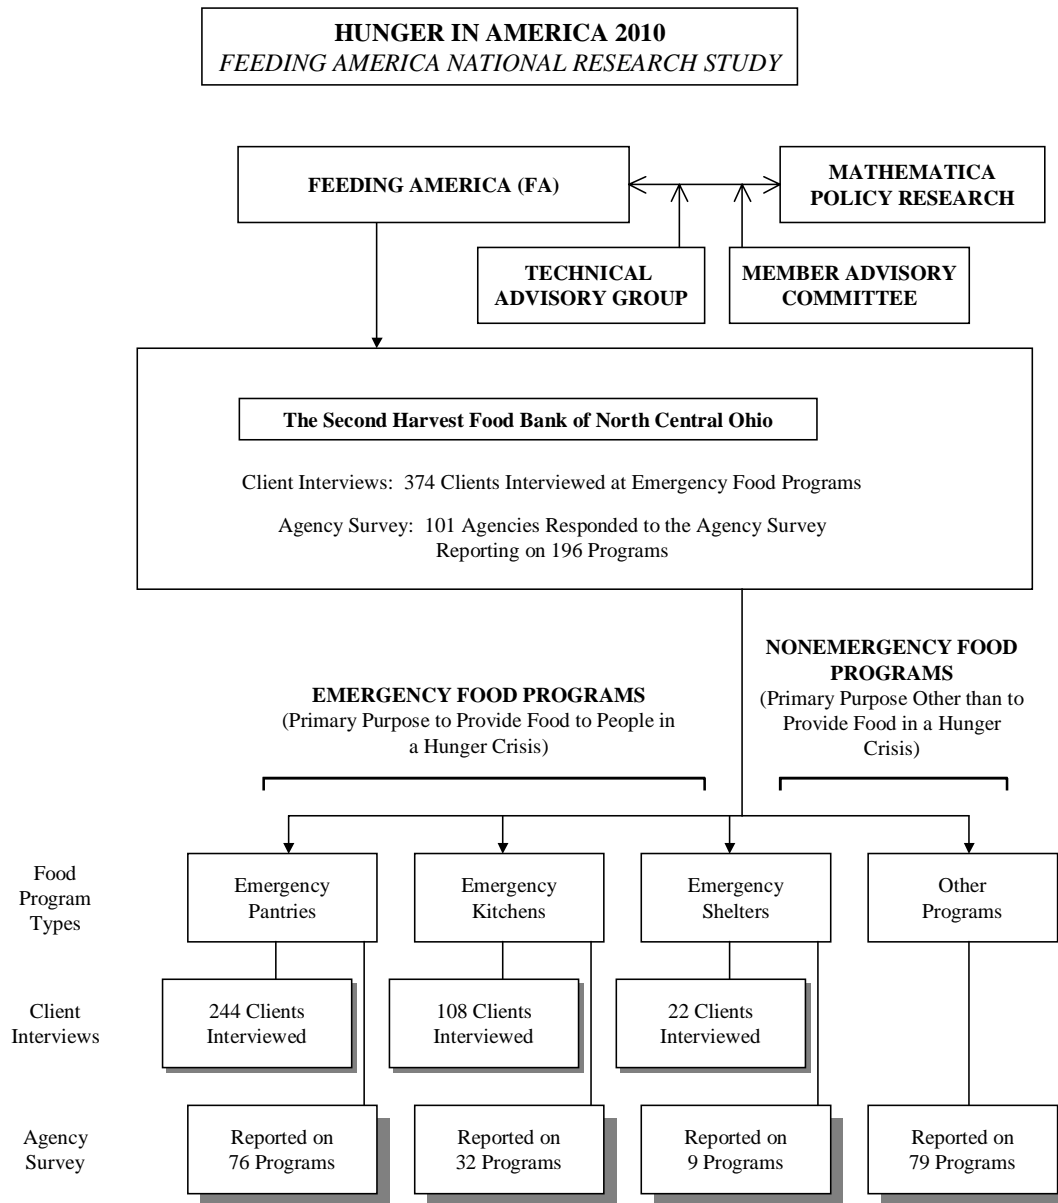 HUNGER IN AMERICA 2010
FEEDING AMERICA NATIONAL RESEARCH STUDY
FEEDING AMERICA (FA)
MATHEMATICA
POLICY RESEARCH
TECHNICAL
ADVISORY GROUP
MEMBER ADVISORY
COMMITTEE
The Second Harvest Food Bank of North Central Ohio
Client Interviews: 374 Clients Interviewed at Emergency Food Programs
Agency Survey: 101 Agencies Responded to the Agency Survey
Reporting on 196 Programs
EMERGENCY FOOD PROGRAMS
(Primary Purpose to Provide Food to People in
a Hunger Crisis)
NONEMERGENCY FOOD
PROGRAMS
(Primary Purpose Other than to
Provide Food in a Hunger
Crisis)
Food
Program
Types
Emergency
Pantries
Emergency
Kitchens
Emergency
Shelters
Other
Programs
Client
Interviews
244 Clients
Interviewed
108 Clients
Interviewed
22 Clients
Interviewed
Agency
Survey
Reported on
76 Programs
Reported on
32 Programs
Reported on
9 Programs
Reported on
79 Programs